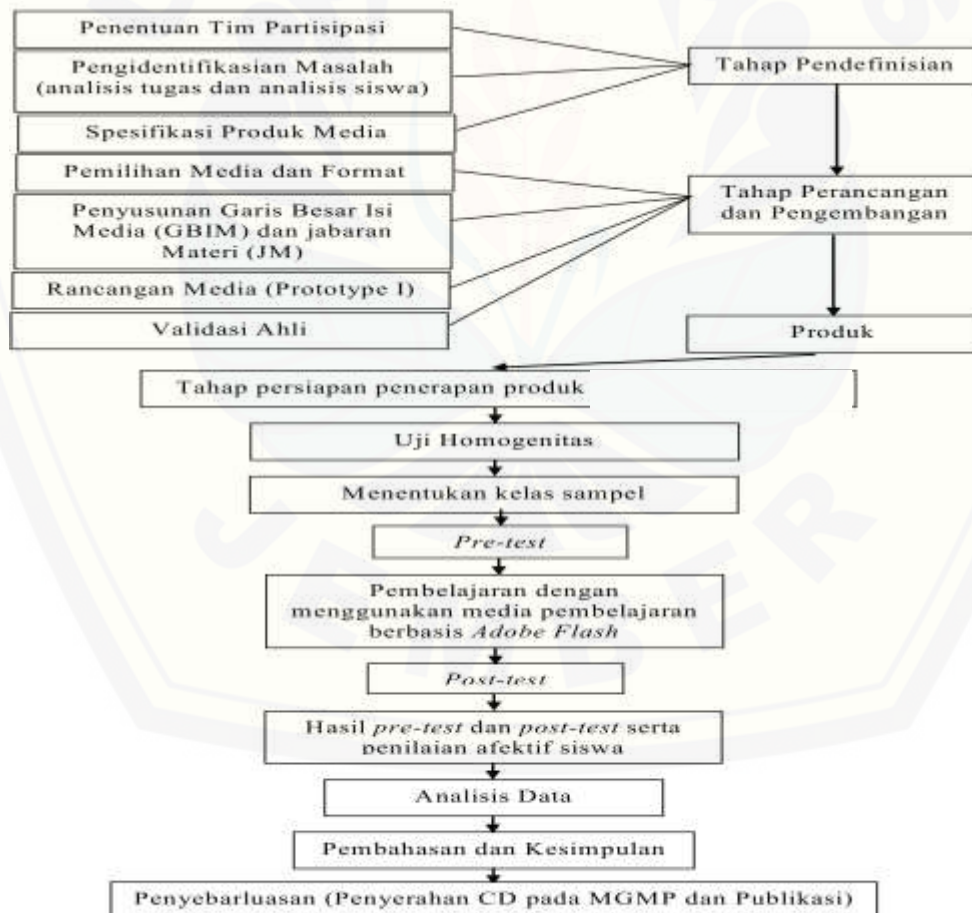 Penentuan Tim Partisipasi
Pengidentifikasian Masalah
(analisis tugas dan analisis siswa)
Spesifikasi Produk Media
Tahap Pendefinisian
Pemilihan Media dan Format
Penyusunan Garis Besar Isi
Media (GBIM) dan jabaran
Materi (JM)
Rancangan Media (Prototype I)
Validasi Ahli
Tahap Perancangan
dan Pengembangan
Produk
Tahap persiapan penerapan produk
Uji Homogenitas
Menentukan kelas sampel
Pre-test
Pembelajaran dengan
menggunakan media pembelajaran
berbasis Adobe Flash
Post-test
Hasil pre-test dan post-test serta
penilaian afektif siswa
Analisis Data
Pembahasan dan Kesimpulan
Penyebarluasan (Penyerahan CD pada MGMP dan Publikasi)
JEMBER